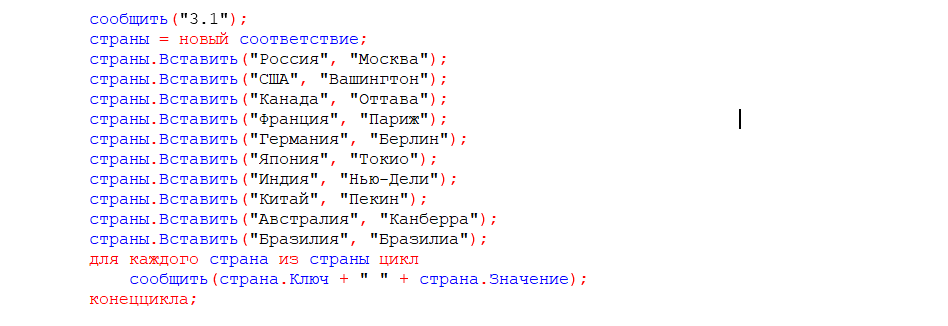 сообщить("3.1");
страны = новый соответствие;
страны.Вставить("Россия", "Москва");
страны.Вставить("США", "Вашингтон");
страны.Вставить("Канада", "Оттава");
страны.Вставить("Франция", "Париж");
страны.Вставить("Германия", "Берлин");
страны.Вставить("Япония", "Токио");
страны.Вставить("Индия", "Нью-Дели");
страны.Вставить("Китай", "Пекин");
страны.Вставить("Австралия", "Канберра");
страны.Вставить("Бразилия", "Бразилиа");
для каждого страна из страны цикл
    сообщить(страна.Ключ + " " + страна.Значение);
конеццикла;